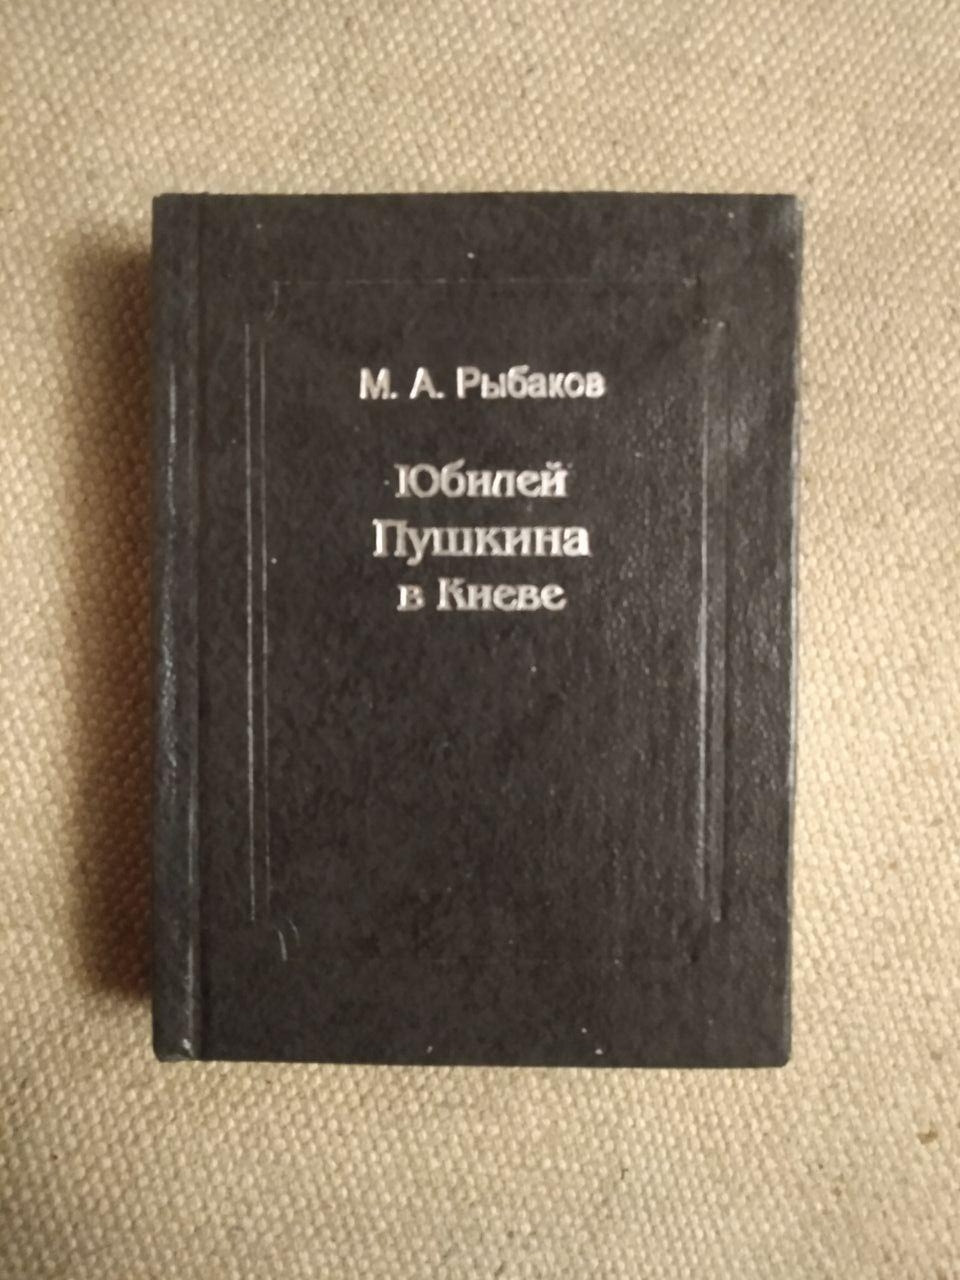 М. А. Рыбаков
Юбилей
Пушкина
в Киеве